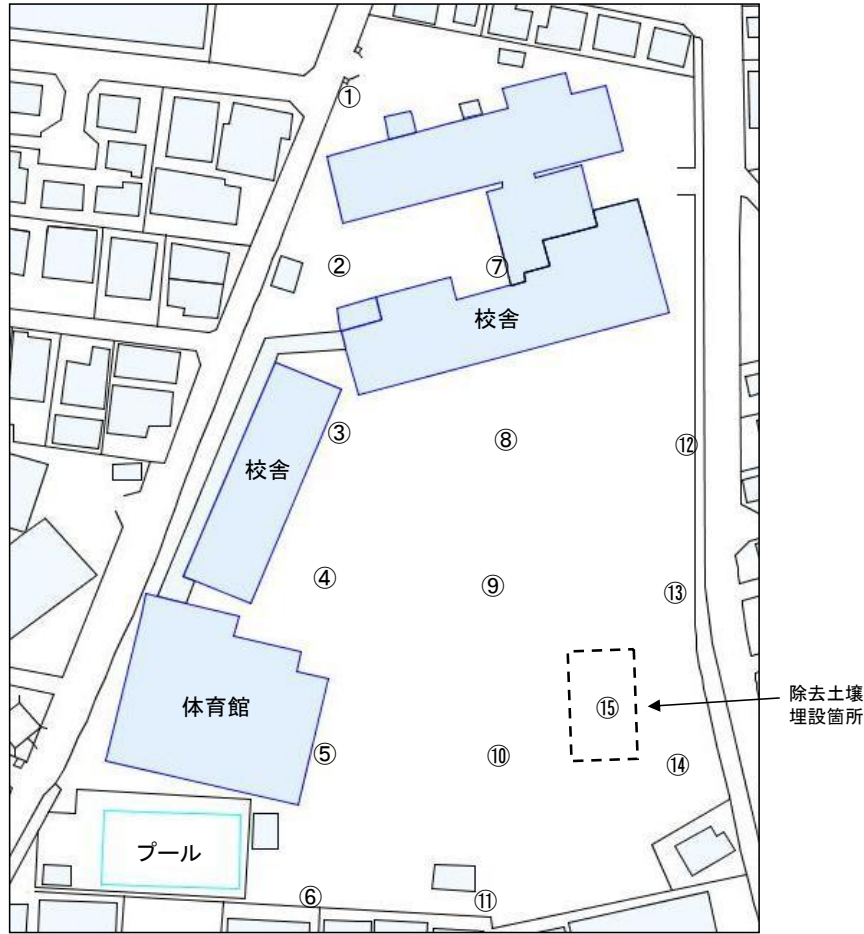 ①
②
⑦
校舎
③
⑧
⑫
校舎
④
⑨
⑬
体育館
⑮
除去土壌
埋設箇所
⑤
⑩
⑭
プール
⑥
⑪